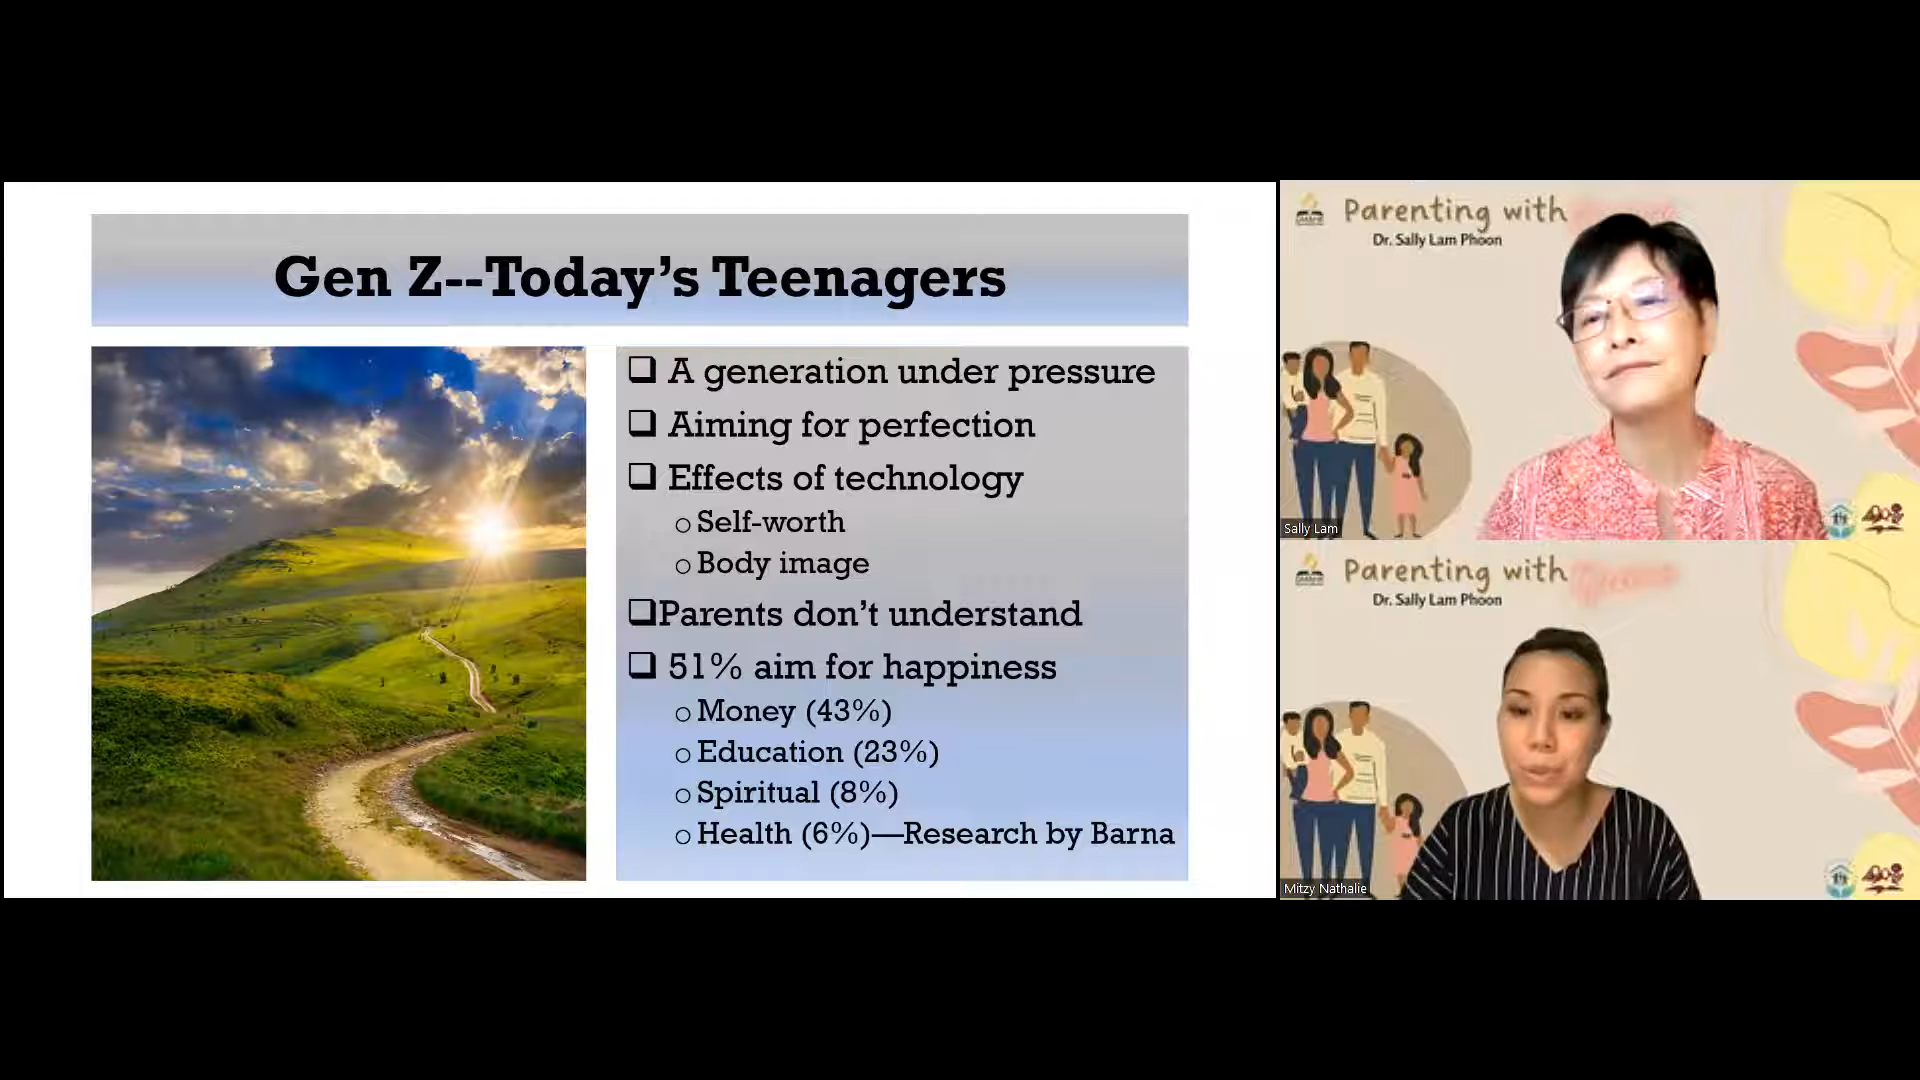 Gen Z--Today's Teenagers
❑ A generation under pressure
❑ Aiming for perfection
❑ Effects of technology
o Self-worth
o Body image
❑Parents don't understand
❑ 51% aim for happiness
o Money (43%)
o Education (23%)
o Spiritual (8%)
o Health (6%)—Research by Barna
Parenting with
Dr. Sally Lam Phoon
Sally Lam
Parenting with
Dr. Sally Lam Phoon
Mitzy Nathalie